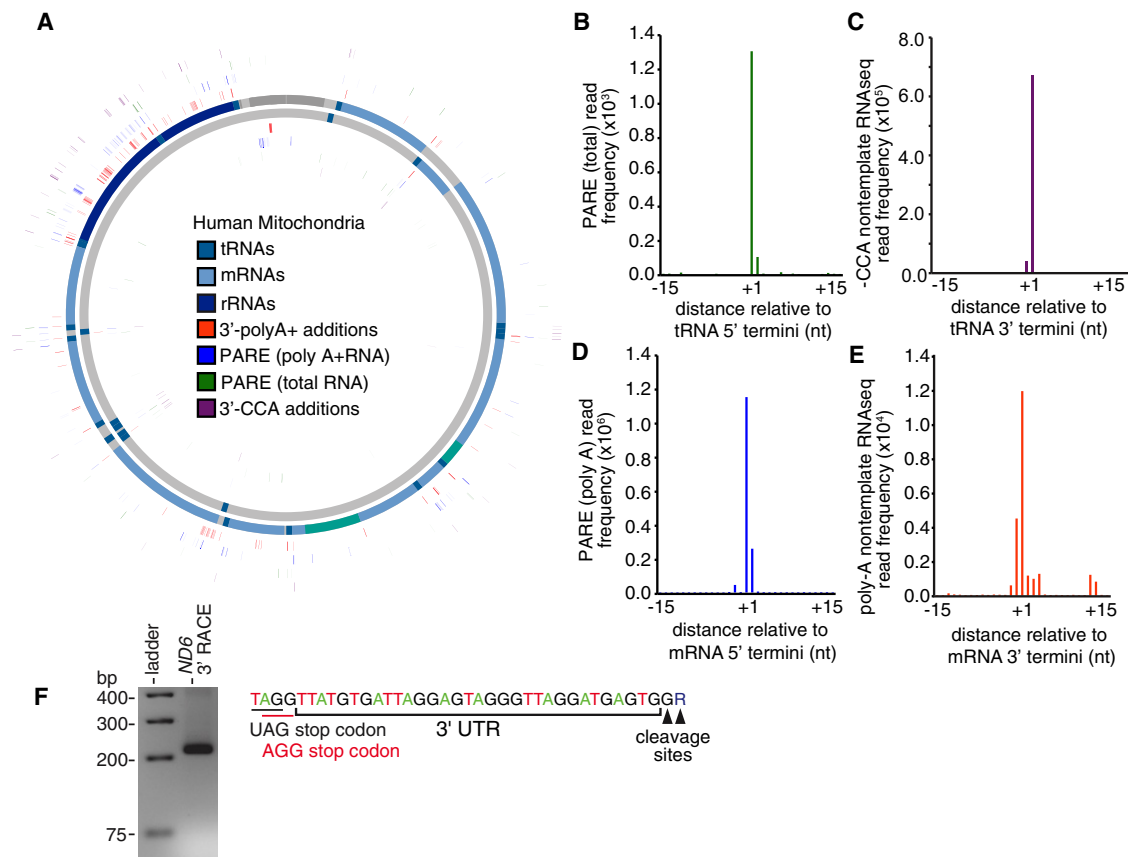 A
Human Mitochondria
tRNAs
mRNAs
rRNAs
3'-polyA+ additions
PARE (poly A+RNA)
PARE (total RNA)
3'-CCA additions
B
PARE (total) read
frequency (x10³)
1.4
1.2
1.0
0.8
0.6
0.4
0.2
0.
-15
+1
+15
distance relative to
tRNA 5' termini (nt)
C
-CCA nontemplate RNAseq
read frequency (x10⁵)
8.0
6.0
4.0
2.0
0.0
-15
+1
+15
distance relative to
tRNA 3' termini (nt)
D
PARE (poly A) read
frequency (x10⁶)
1.4
1.2
1.0
0.8
0.6
0.4
0.2
0.
-15
+1
+15
distance relative to
mRNA 5' termini (nt)
E
poly-A nontemplate RNAseq
read frequency (x10⁴)
1.4
1.2
1.0
0.8
0.6
0.4
0.2
0.
-15
+1
+15
distance relative to
mRNA 3' termini (nt)
F
bp
ladder
ND6
3' RACE
400-
300-
200-
75-
TAGGTTATGTGATTAGGAGTAGGGTTAGGATGAGTGGR
UAG stop codon
AGG stop codon
3' UTR
cleavage
sites